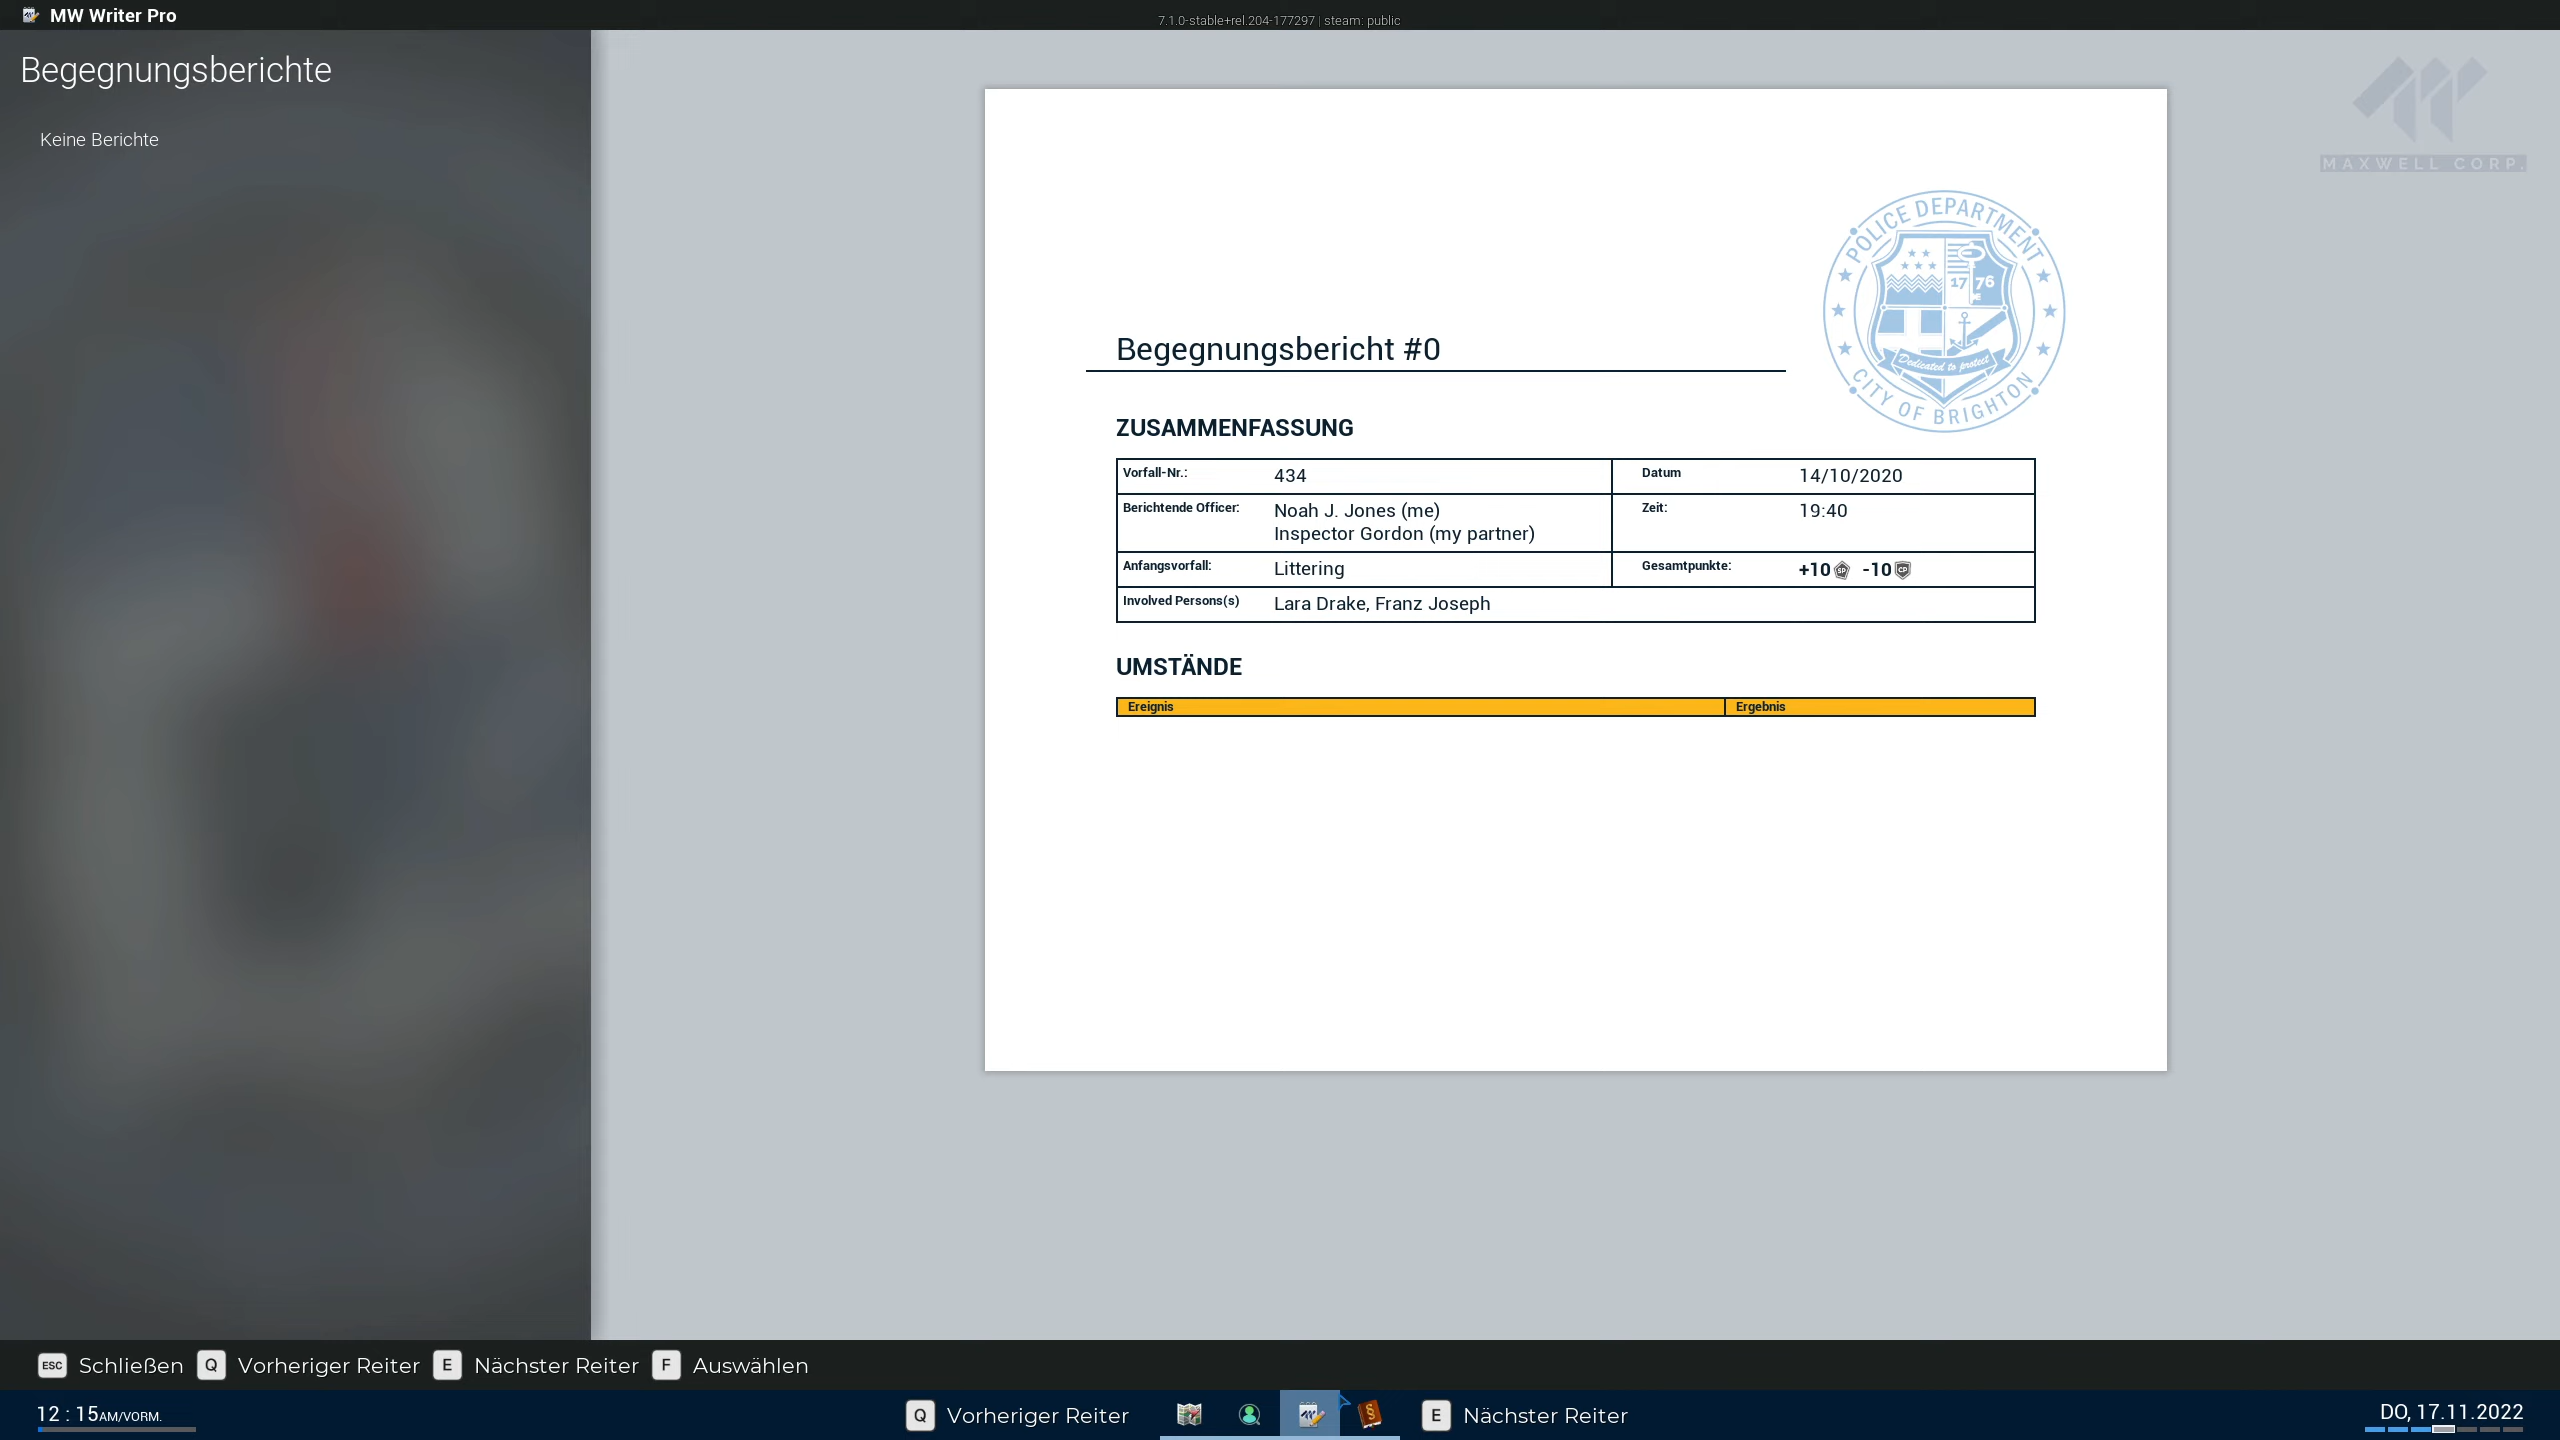 MW Writer Pro
7.1.0-stable+rel.204-177297 | steam: public
Begegnungsberichte
Keine Berichte
MAXWELL CORP.
POLICE DEPARTMENT
17 76
Dedicated to protect
CITY OF BRIGHTON
Begegnungsbericht #0
ZUSAMMENFASSUNG
Vorfall-Nr.: 434 Datum 14/10/2020
Berichtende Officer: Noah J. Jones (me) Zeit: 19:40
Inspector Gordon (my partner)
Anfangsvorfall: Littering Gesamtpunkte: +10 SP -10 CP
Involved Persons(s) Lara Drake, Franz Joseph
UMSTÄNDE
Ereignis Ergebnis
ESC Schließen Q Vorheriger Reiter E Nächster Reiter F Auswählen
12 : 15 AM/VORM. Q Vorheriger Reiter E Nächster Reiter DO, 17.11.2022